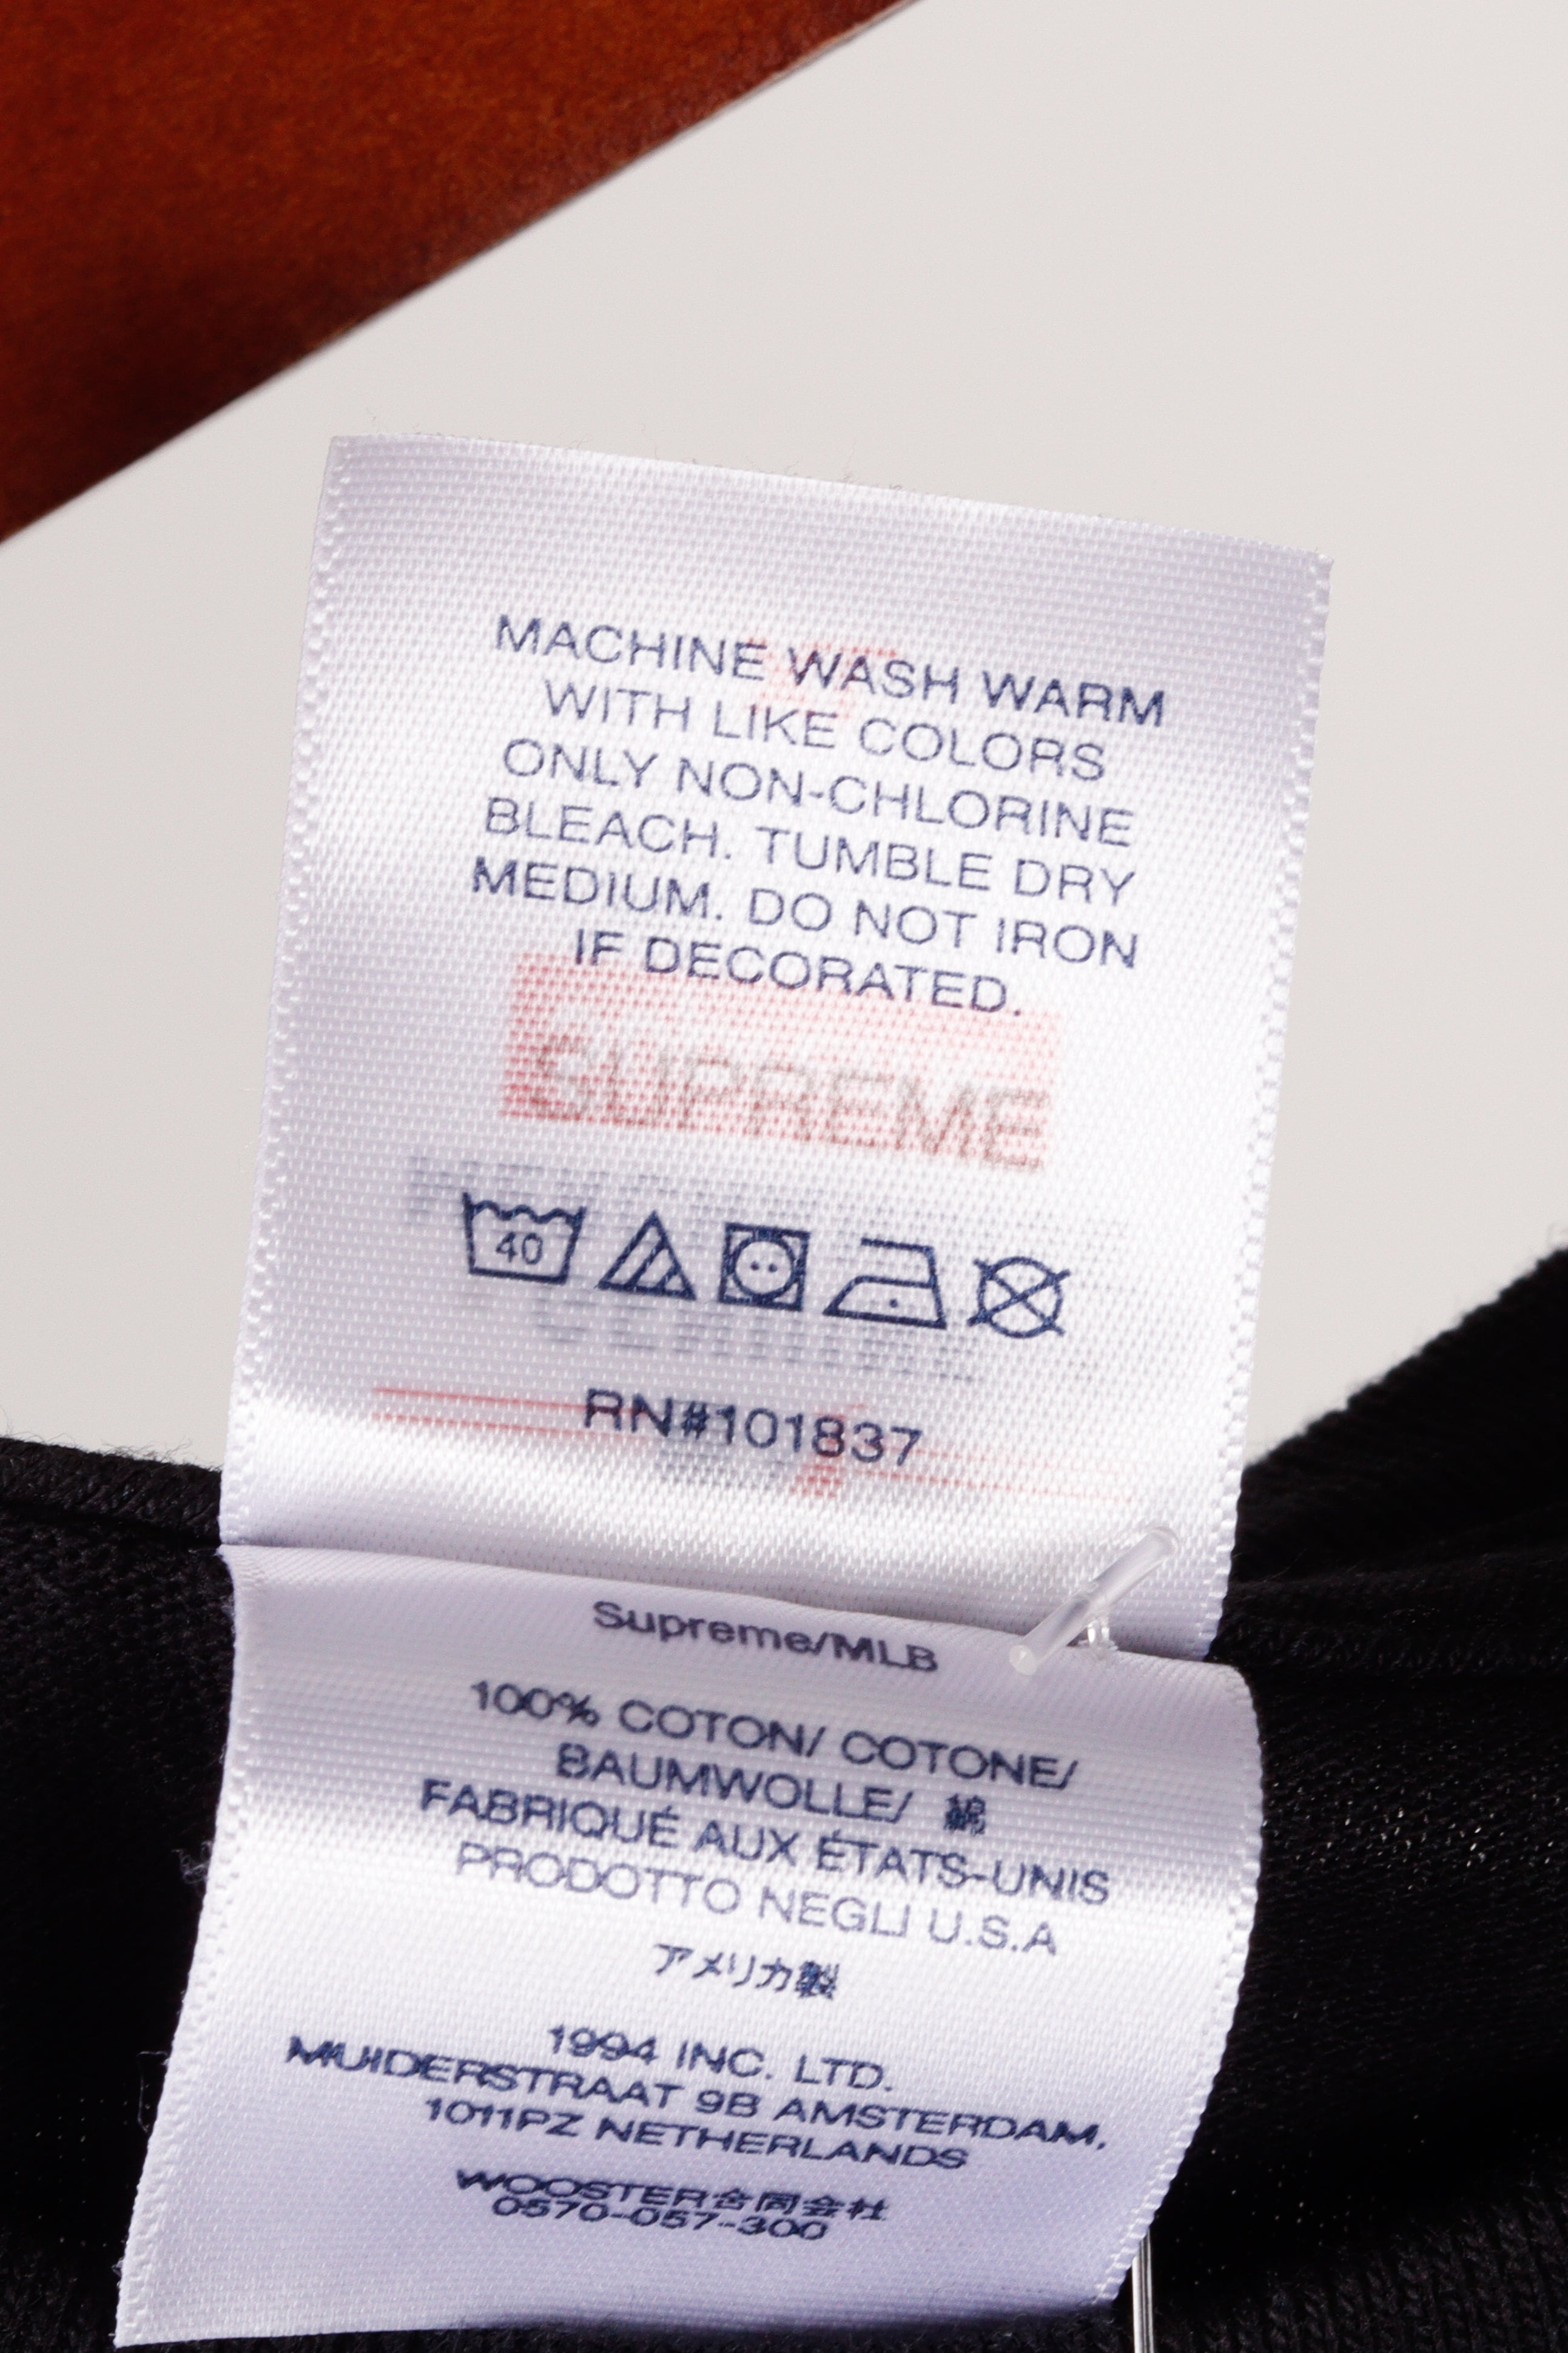 MACHINE WASH WARM
WITH LIKE COLORS
ONLY NON-CHLORINE
BLEACH. TUMBLE DRY
MEDIUM. DO NOT IRON
IF DECORATED.
SUPREME
40
RN#101837
Supreme/MLB
100% COTON/ COTONE/
BAUMWOLLE/ 綿
FABRIQUÉ AUX ÉTATS-UNIS
PRODOTTO NEGLI U.S.A
アメリカ製
1994 INC. LTD.
MUIDERSTRAAT 9B AMSTERDAM,
1011PZ NETHERLANDS
WOOSTER合同会社
0570-057-300